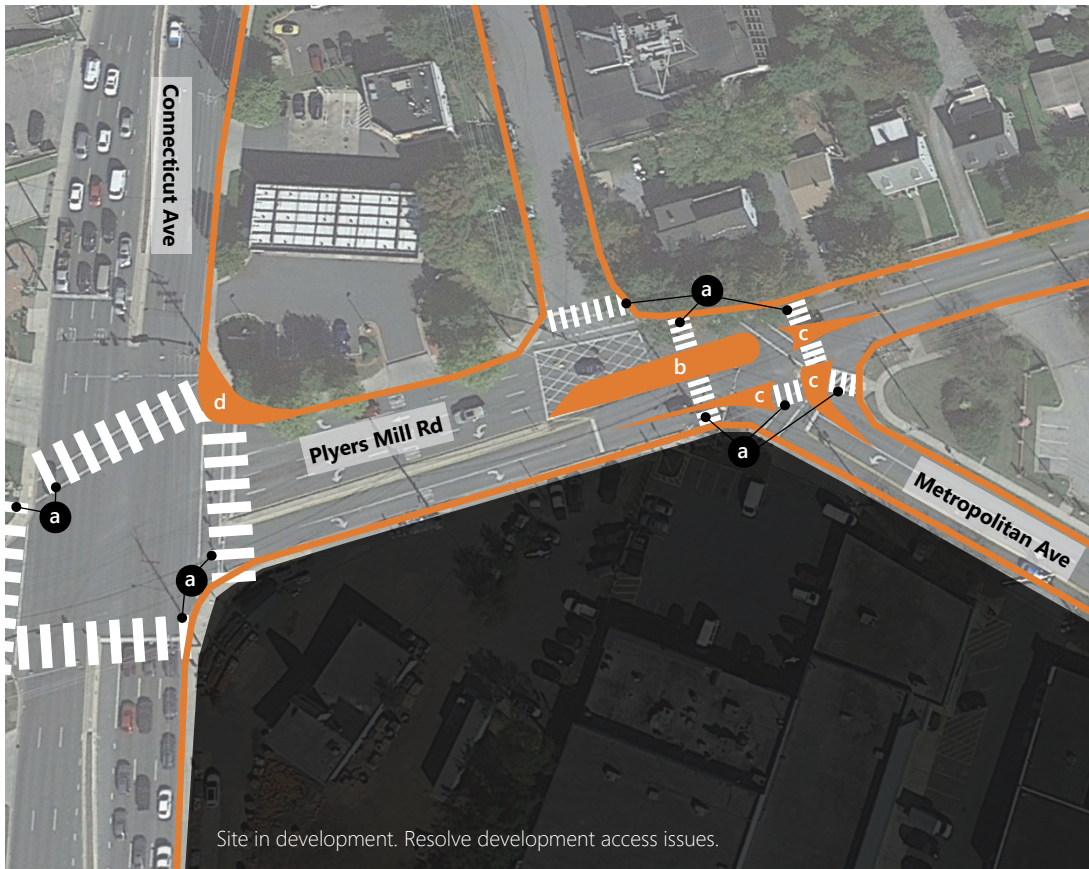 Connecticut Ave
a
c
b
c
c
d
Plyers Mill Rd
a
Metropolitan Ave
a
a
Site in development. Resolve development access issues.